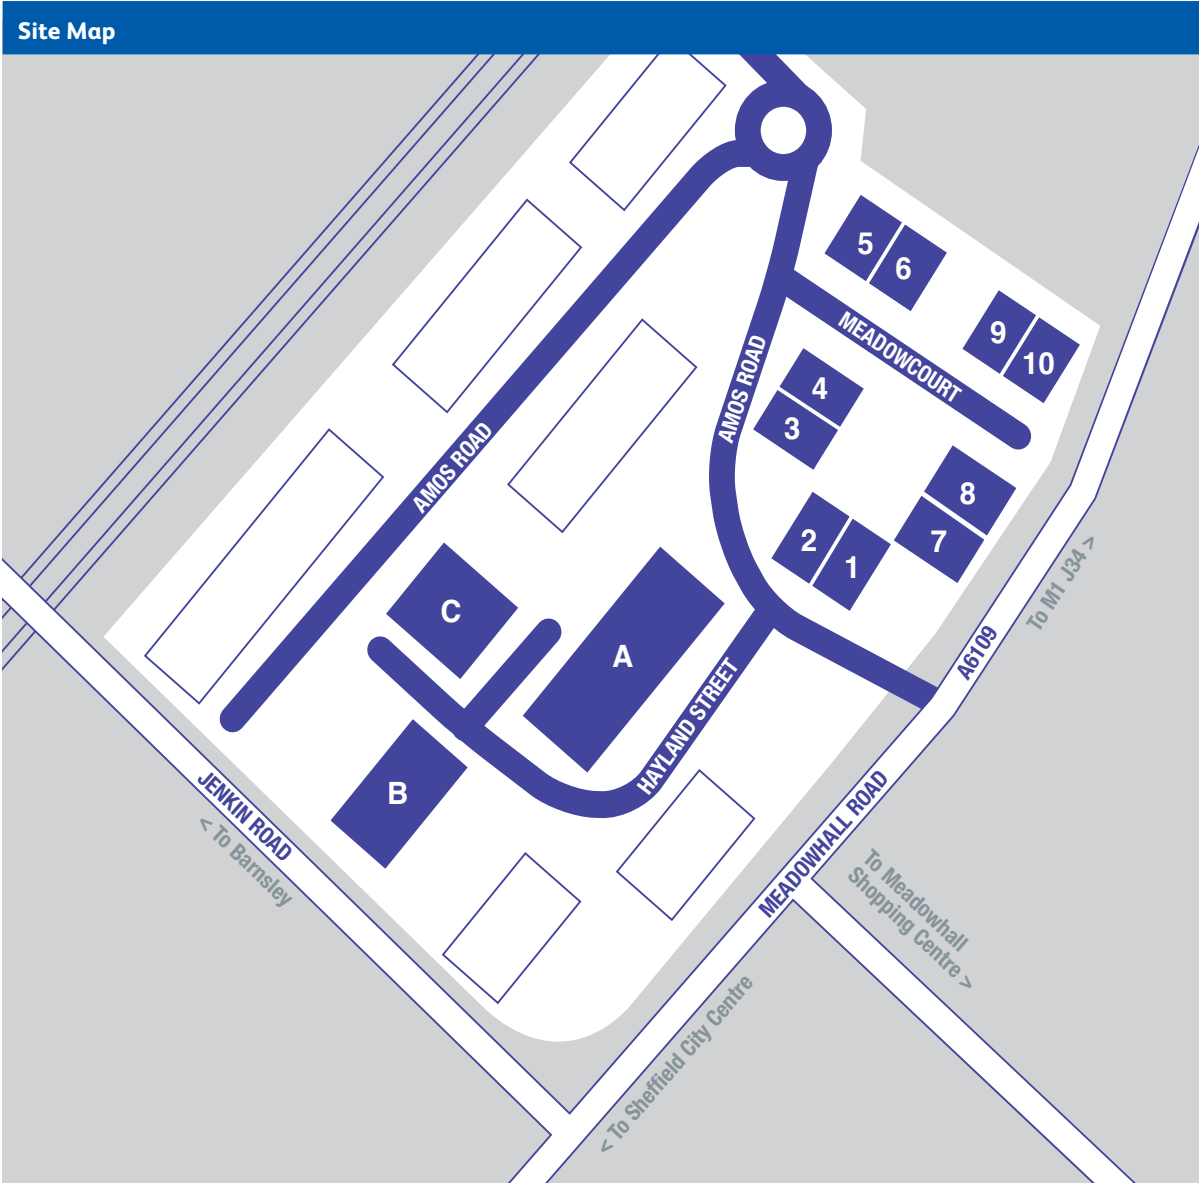 Site Map
5
6
9
10
MEADOWCOURT
AMOS ROAD
4
3
AMOS ROAD
8
7
2
1
To M1 J34 >
A6109
C
A
HAYLAND STREET
B
JENKIN ROAD
< To Barnsley
MEADOWHALL ROAD
To Meadowhall
Shopping Centre >
< To Sheffield City Centre